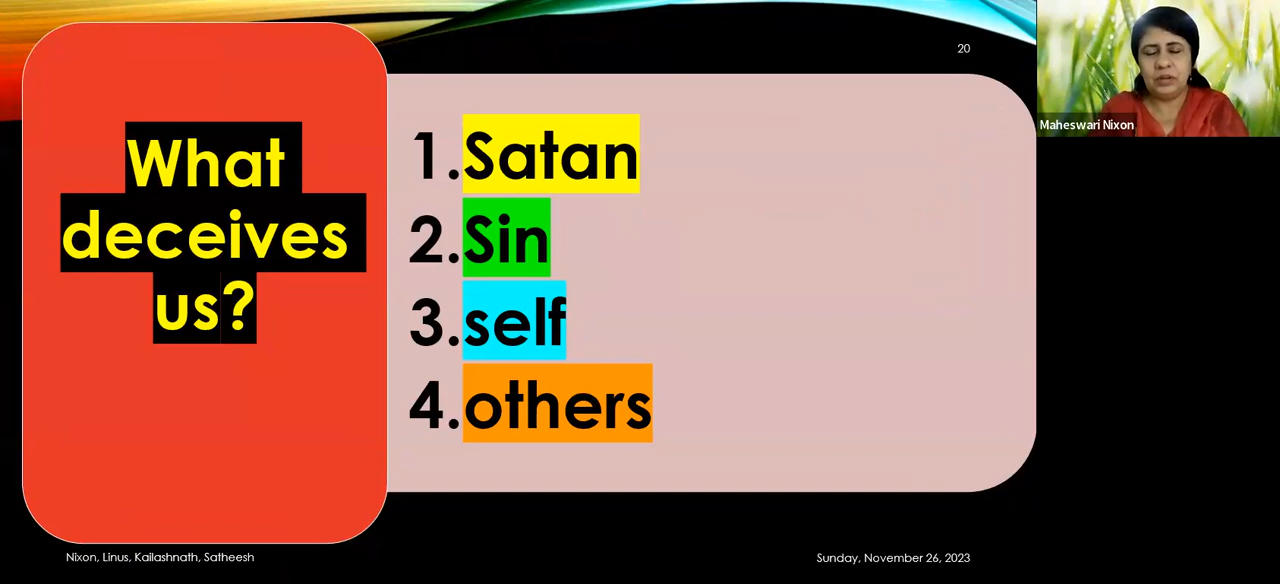 20
What
deceives
us?
1.Satan
2.Sin
3.self
4.others
Maheswari Nixon
Nixon, Linus, Kailashnath, Satheesh
Sunday, November 26, 2023